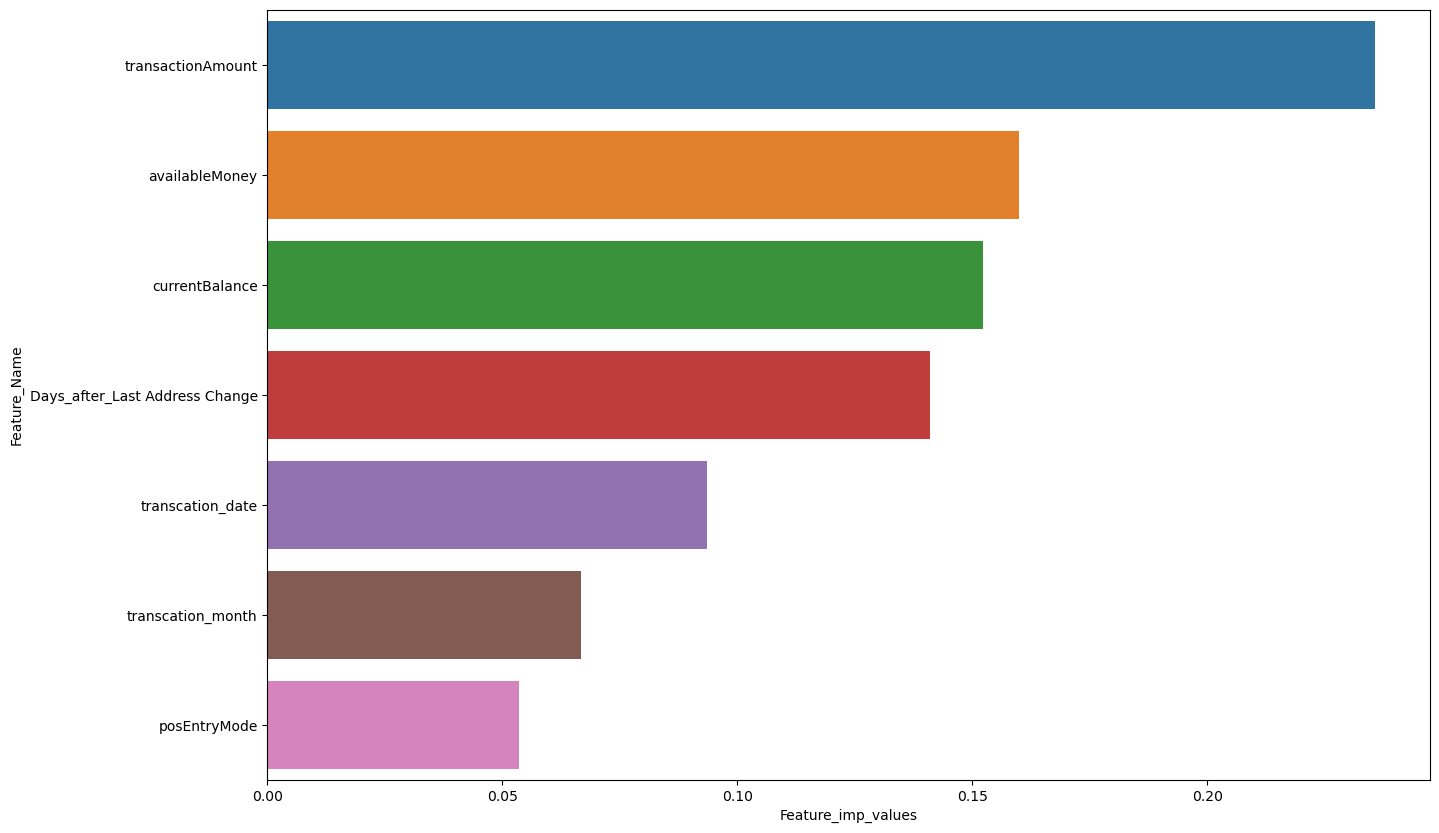 transactionAmount
availableMoney
currentBalance
Days_after_Last Address Change
transcation_date
transcation_month
posEntryMode
Feature_Name
0.00 0.05 0.10 0.15 0.20
Feature_imp_values